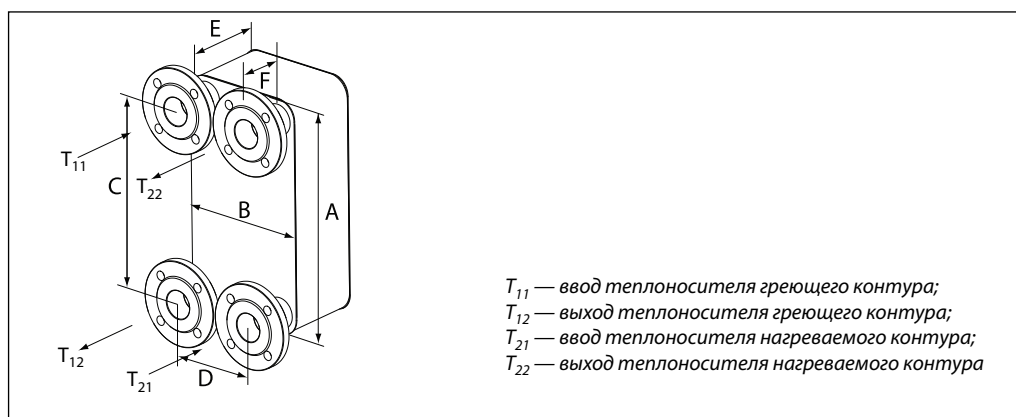 E
F
T₁₁
C
T₂₂
B
A
T₁₂
T₂₁
D
T₁₁ — ввод теплоносителя греющего контура;
T₁₂ — выход теплоносителя греющего контура;
T₂₁ — ввод теплоносителя нагреваемого контура;
T₂₂ — выход теплоносителя нагреваемого контура